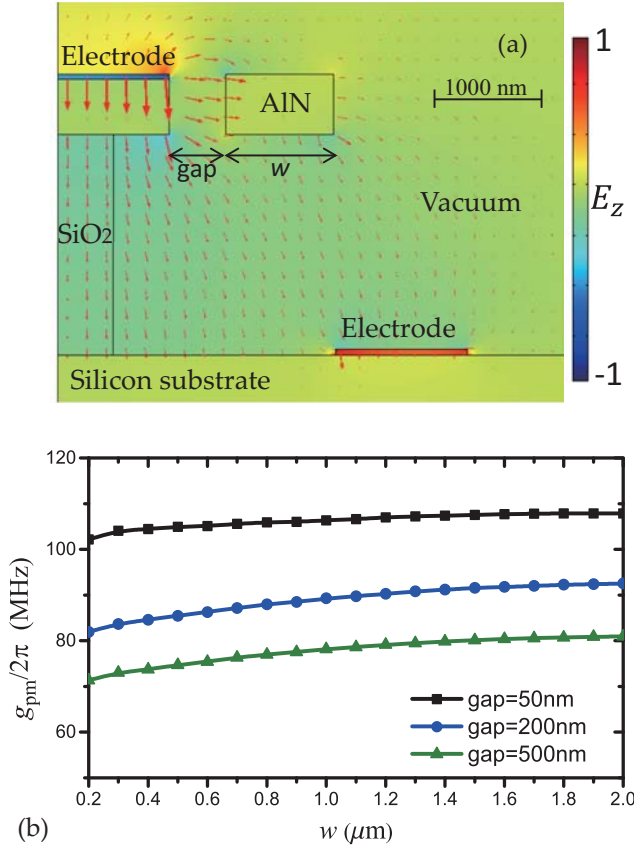 (a)
Electrode
1
AlN
1000 nm
gap
w
Vacuum
E_z
SiO2
Electrode
-1
Silicon substrate
120
100
80
60
g_pm/2π (MHz)
gap=50nm
gap=200nm
gap=500nm
0.2 0.4 0.6 0.8 1.0 1.2 1.4 1.6 1.8 2.0
(b)
w (μm)